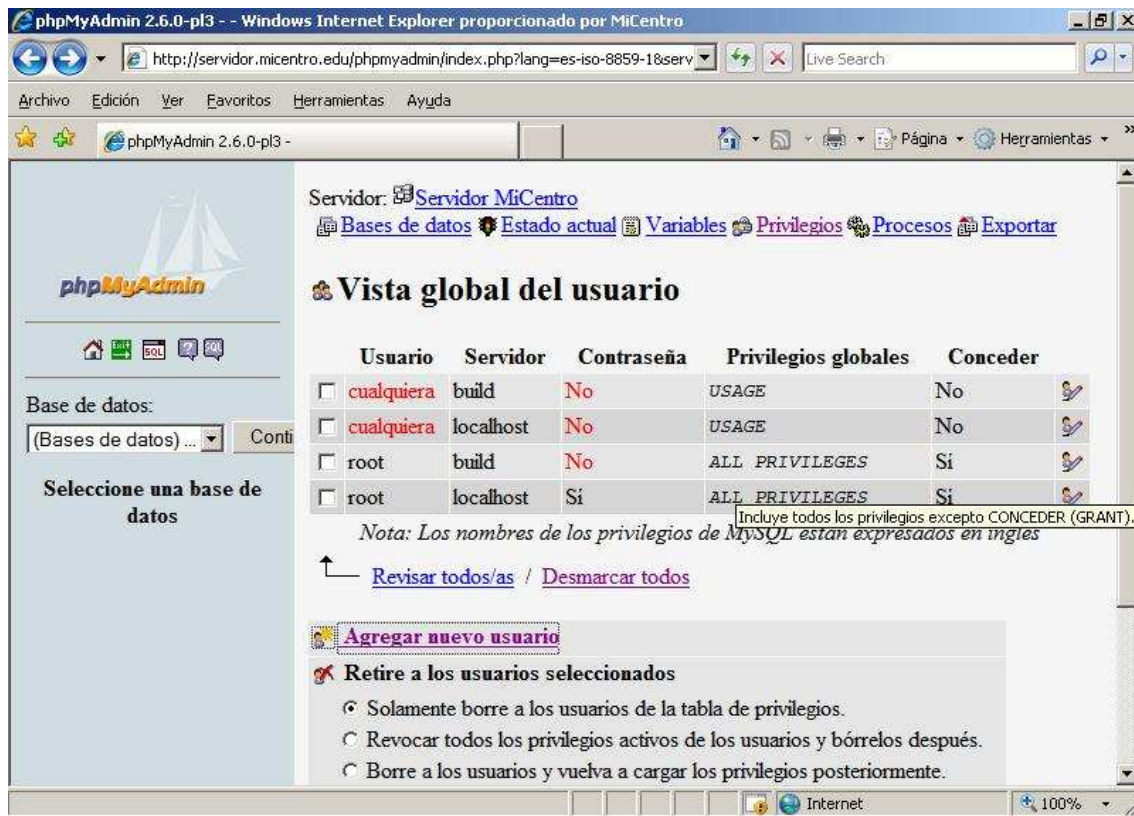 phpMyAdmin 2.6.0-pl3 - - Windows Internet Explorer proporcionado por MiCentro
http://servidor.micentro.edu/phpmyadmin/index.php?lang=es-iso-8859-1&serv
Live Search
Archivo Edición Ver Favoritos Herramientas Ayuda
phpMyAdmin 2.6.0-pl3 -
Página Herramientas »
phpMyAdmin
Exit SQL ? SQL
Base de datos:
(Bases de datos) ... Conti
Seleccione una base de
datos
Servidor: Servidor MiCentro
Bases de datos Estado actual Variables Privilegios Procesos Exportar
Vista global del usuario
Usuario Servidor Contraseña Privilegios globales Conceder
cualquiera build No USAGE No
cualquiera localhost No USAGE No
root build No ALL PRIVILEGES Sí
root localhost Sí ALL PRIVILEGES Sí
Incluye todos los privilegios excepto CONCEDER (GRANT).
Nota: Los nombres de los privilegios de MySQL están expresados en inglés
Revisar todos/as / Desmarcar todos
Agregar nuevo usuario
Retire a los usuarios seleccionados
Solamente borre a los usuarios de la tabla de privilegios.
Revocar todos los privilegios activos de los usuarios y bórrelos después.
Borre a los usuarios y vuelva a cargar los privilegios posteriormente.
Internet 100%